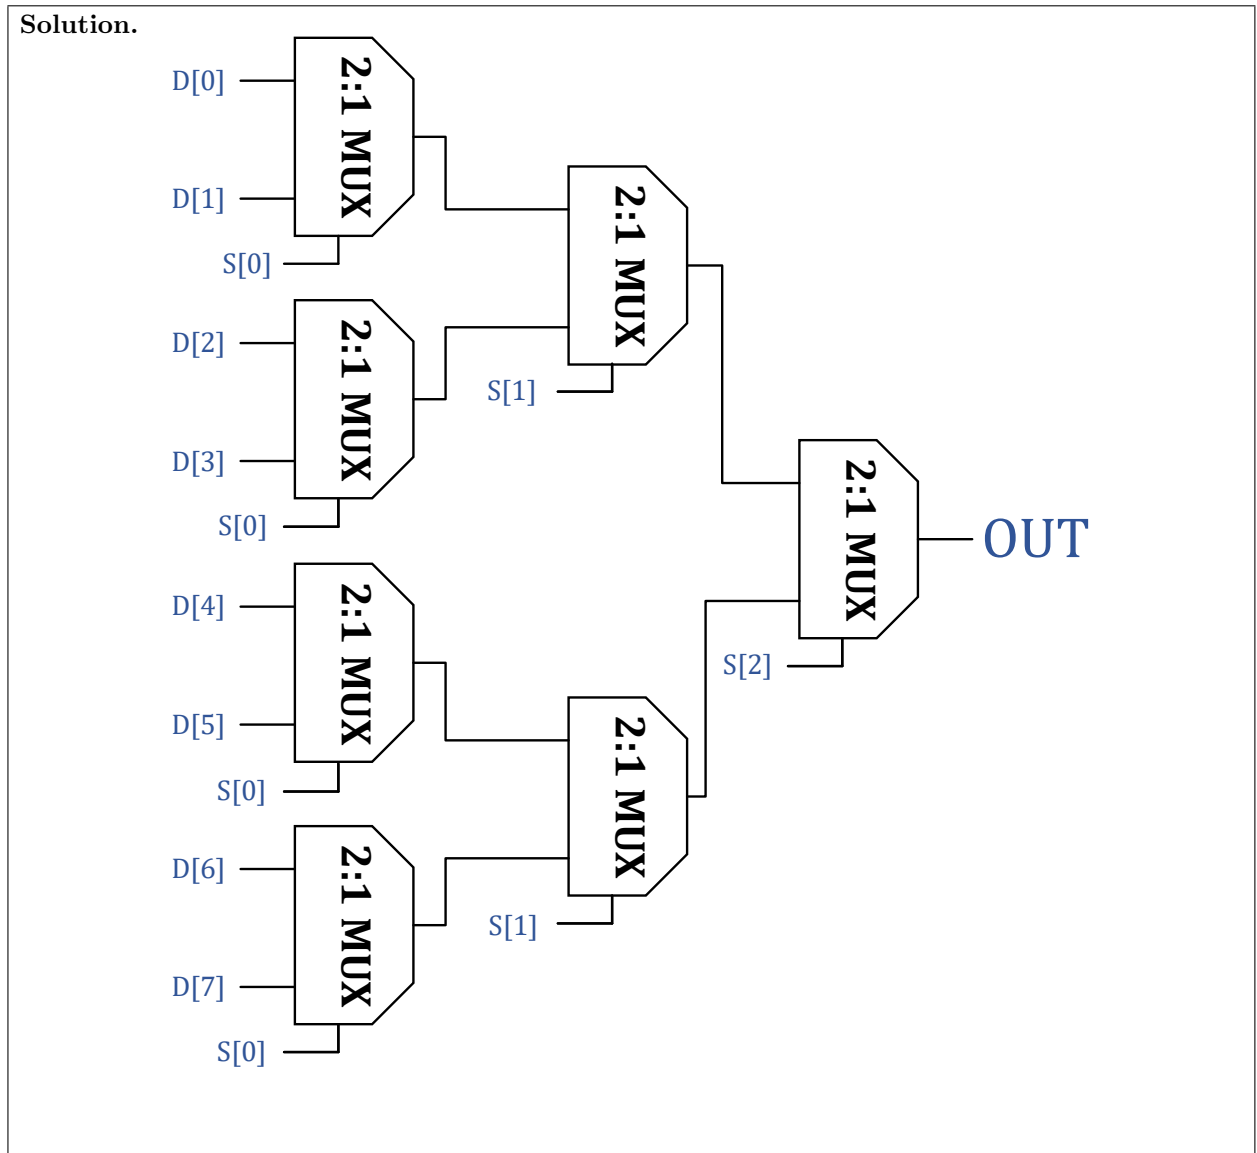 Solution.
D[0]
2:1 MUX
D[1]
S[0]
2:1 MUX
D[2]
2:1 MUX
D[3]
S[0]
S[1]
2:1 MUX
OUT
S[2]
D[4]
2:1 MUX
D[5]
S[0]
2:1 MUX
D[6]
2:1 MUX
D[7]
S[0]
S[1]